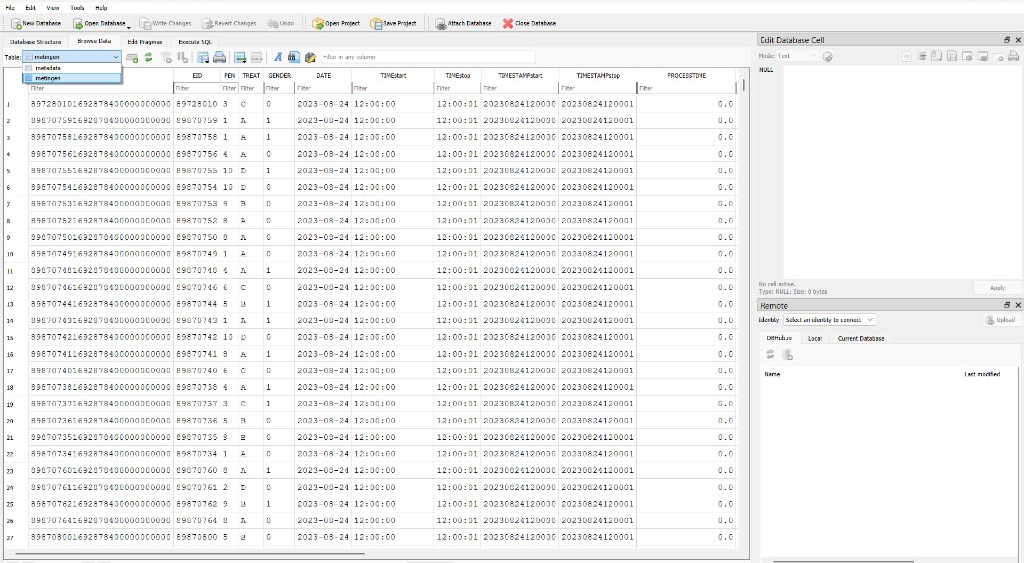 File Edit View Tools Help
New Database Open Database Write Changes Revert Changes Undo Open Project Save Project Attach Database Close Database
Database Structure Browse Data Edit Pragmas Execute SQL
Table: metingen Filter in any column
metadata
metingen
EID PEN TREAT GENDER DATE TIMEstart TIMEstop TIMESTAMPstart TIMESTAMPstop PROCESSTIME
Filter Filter Filter Filter Filter Filter Filter Filter Filter Filter Filter
1 897280101692878400000000000 89728010 3 C 0 2023-08-24 12:00:00 12:00:01 20230824120000 20230824120001 0.0
2 898707591692878400000000000 89870759 1 A 1 2023-08-24 12:00:00 12:00:01 20230824120000 20230824120001 0.0
3 898707581692878400000000000 89870758 1 A 1 2023-08-24 12:00:00 12:00:01 20230824120000 20230824120001 0.0
4 898707561692878400000000000 89870756 4 A 0 2023-08-24 12:00:00 12:00:01 20230824120000 20230824120001 0.0
5 898707551692878400000000000 89870755 10 D 1 2023-08-24 12:00:00 12:00:01 20230824120000 20230824120001 0.0
6 898707541692878400000000000 89870754 10 D 0 2023-08-24 12:00:00 12:00:01 20230824120000 20230824120001 0.0
7 898707531692878400000000000 89870753 9 B 0 2023-08-24 12:00:00 12:00:01 20230824120000 20230824120001 0.0
8 898707521692878400000000000 89870752 8 A 0 2023-08-24 12:00:00 12:00:01 20230824120000 20230824120001 0.0
9 898707501692878400000000000 89870750 8 A 0 2023-08-24 12:00:00 12:00:01 20230824120000 20230824120001 0.0
10 898707491692878400000000000 89870749 1 A 0 2023-08-24 12:00:00 12:00:01 20230824120000 20230824120001 0.0
11 898707481692878400000000000 89870748 4 A 1 2023-08-24 12:00:00 12:00:01 20230824120000 20230824120001 0.0
12 898707461692878400000000000 89870746 6 C 0 2023-08-24 12:00:00 12:00:01 20230824120000 20230824120001 0.0
13 898707441692878400000000000 89870744 5 B 1 2023-08-24 12:00:00 12:00:01 20230824120000 20230824120001 0.0
14 898707431692878400000000000 89870743 1 A 1 2023-08-24 12:00:00 12:00:01 20230824120000 20230824120001 0.0
15 898707421692878400000000000 89870742 10 D 0 2023-08-24 12:00:00 12:00:01 20230824120000 20230824120001 0.0
16 898707411692878400000000000 89870741 8 A 1 2023-08-24 12:00:00 12:00:01 20230824120000 20230824120001 0.0
17 898707401692878400000000000 89870740 6 C 0 2023-08-24 12:00:00 12:00:01 20230824120000 20230824120001 0.0
18 898707381692878400000000000 89870738 4 A 1 2023-08-24 12:00:00 12:00:01 20230824120000 20230824120001 0.0
19 898707371692878400000000000 89870737 3 C 1 2023-08-24 12:00:00 12:00:01 20230824120000 20230824120001 0.0
20 898707361692878400000000000 89870736 5 B 0 2023-08-24 12:00:00 12:00:01 20230824120000 20230824120001 0.0
21 898707351692878400000000000 89870735 9 B 0 2023-08-24 12:00:00 12:00:01 20230824120000 20230824120001 0.0
22 898707341692878400000000000 89870734 1 A 0 2023-08-24 12:00:00 12:00:01 20230824120000 20230824120001 0.0
23 898707601692878400000000000 89870760 8 A 1 2023-08-24 12:00:00 12:00:01 20230824120000 20230824120001 0.0
24 898707611692878400000000000 89870761 2 D 0 2023-08-24 12:00:00 12:00:01 20230824120000 20230824120001 0.0
25 898707621692878400000000000 89870762 9 B 1 2023-08-24 12:00:00 12:00:01 20230824120000 20230824120001 0.0
26 898707641692878400000000000 89870764 8 A 0 2023-08-24 12:00:00 12:00:01 20230824120000 20230824120001 0.0
27 898708001692878400000000000 89870800 5 B 0 2023-08-24 12:00:00 12:00:01 20230824120000 20230824120001 0.0
Edit Database Cell
Mode: Text
NULL
No cell active.
Type: NULL; Size: 0 bytes
Apply
Remote
Identity Select an identity to connect Upload
DBHub.io Local Current Database
Name Last modified